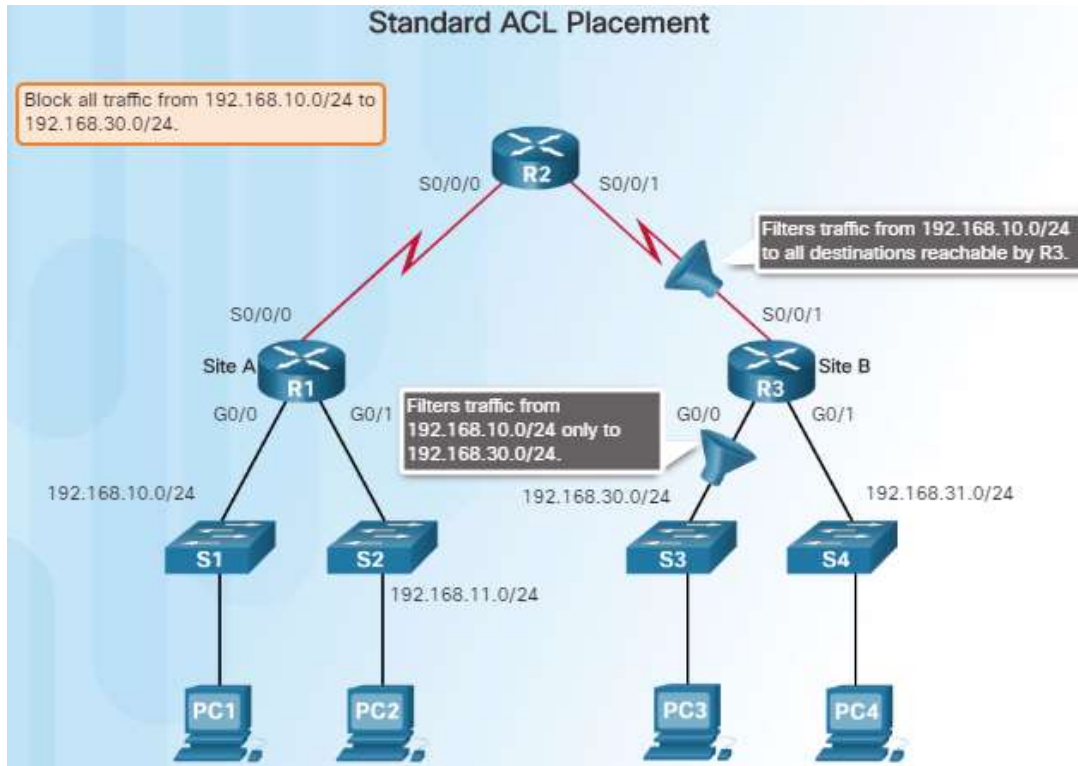 Standard ACL Placement
Block all traffic from 192.168.10.0/24 to
192.168.30.0/24.
R2
S0/0/0
S0/0/1
Filters traffic from 192.168.10.0/24
to all destinations reachable by R3.
S0/0/0
S0/0/1
Site A
R1
R3
Site B
G0/0
G0/1
Filters traffic from
192.168.10.0/24 only to
192.168.30.0/24.
G0/0
G0/1
192.168.10.0/24
192.168.30.0/24
192.168.31.0/24
S1
S2
S3
S4
192.168.11.0/24
PC1
PC2
PC3
PC4